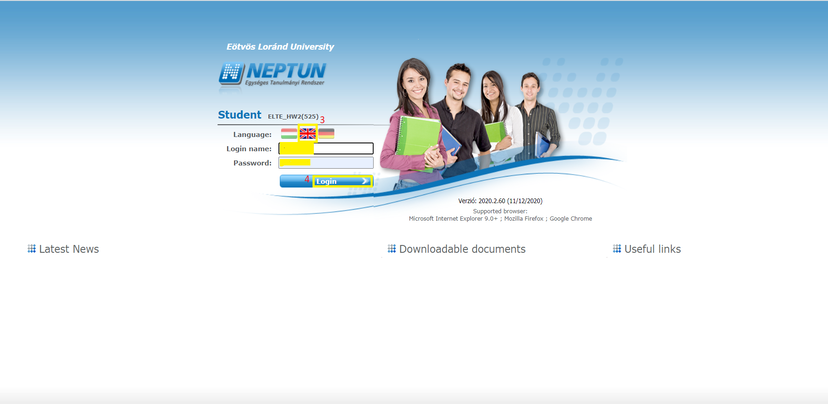 Eötvös Loránd University
NEPTUN
Egységes Tanulmányi Rendszer
Student ELTE_HW2(525) 3
Language:
Login name:
Password:
4 Login
Verzió: 2020.2.60 (11/12/2020)
Supported browser:
Microsoft Internet Explorer 9.0+ ; Mozilla Firefox ; Google Chrome
Latest News
Downloadable documents
Useful links